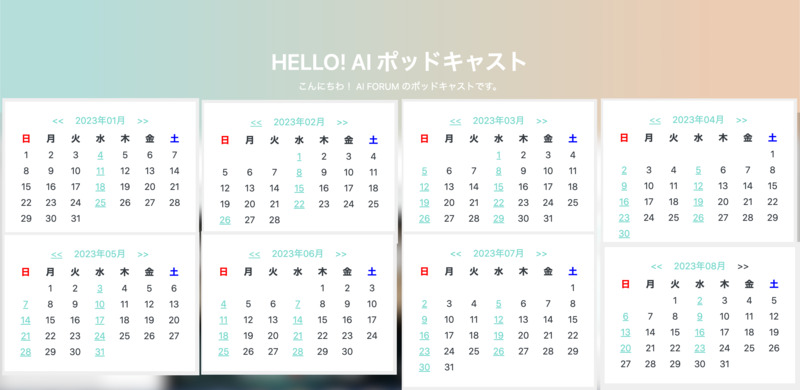 HELLO! AI ポッドキャスト
こんにちわ！ AI FORUM のポッドキャストです。
<< 2023年01月 >>
日 月 火 水 木 金 土
1 2 3 4 5 6 7
8 9 10 11 12 13 14
15 16 17 18 19 20 21
22 23 24 25 26 27 28
29 30 31
<< 2023年02月 >>
日 月 火 水 木 金 土
1 2 3 4
5 6 7 8 9 10 11
12 13 14 15 16 17 18
19 20 21 22 23 24 25
26 27 28
<< 2023年03月 >>
日 月 火 水 木 金 土
1 2 3 4
5 6 7 8 9 10 11
12 13 14 15 16 17 18
19 20 21 22 23 24 25
26 27 28 29 30 31
<< 2023年04月 >>
日 月 火 水 木 金 土
1
2 3 4 5 6 7 8
9 10 11 12 13 14 15
16 17 18 19 20 21 22
23 24 25 26 27 28 29
30
<< 2023年05月 >>
日 月 火 水 木 金 土
1 2 3 4 5 6
7 8 9 10 11 12 13
14 15 16 17 18 19 20
21 22 23 24 25 26 27
28 29 30 31
<< 2023年06月 >>
日 月 火 水 木 金 土
1 2 3
4 5 6 7 8 9 10
11 12 13 14 15 16 17
18 19 20 21 22 23 24
25 26 27 28 29 30
<< 2023年07月 >>
日 月 火 水 木 金 土
1
2 3 4 5 6 7 8
9 10 11 12 13 14 15
16 17 18 19 20 21 22
23 24 25 26 27 28 29
30 31
<< 2023年08月 >>
日 月 火 水 木 金 土
1 2 3 4 5
6 7 8 9 10 11 12
13 14 15 16 17 18 19
20 21 22 23 24 25 26
27 28 29 30 31